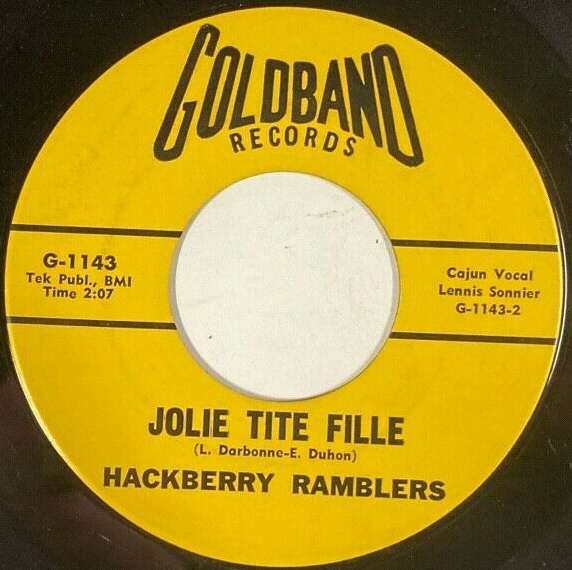 GOLDBAND
RECORDS
G-1143
Tek Publ., BMI
Time 2:07
Cajun Vocal
Lennis Sonnier
G-1143-2
JOLIE TITE FILLE
(L. Darbonne-E. Duhon)
HACKBERRY RAMBLERS